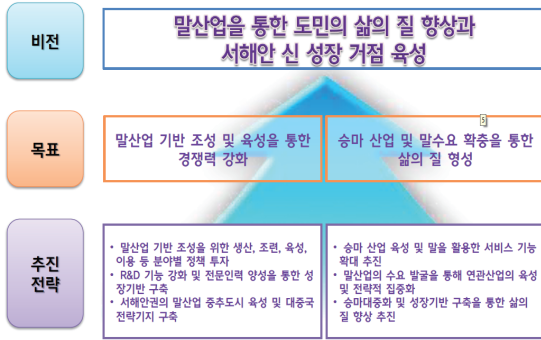 비전
말산업을 통한 도민의 삶의 질 향상과
서해안 신 성장 거점 육성
목표
말산업 기반 조성 및 육성을 통한
경쟁력 강화
승마 산업 및 말수요 확충을 통한
삶의 질 형성
5
추진
전략
• 말산업 기반 조성을 위한 생산, 조련, 육성,
이용 등 분야별 정책 투자
• R&D 기능 강화 및 전문인력 양성을 통한 성
장기반 구축
• 서해안권의 말산업 중추도시 육성 및 대중국
전략기지 구축
• 승마 산업 육성 및 말을 활용한 서비스 기능
확대 추진
• 말산업의 수요 발굴을 통해 연관산업의 육성
및 전략적 집중화
• 승마대중화 및 성장기반 구축을 통한 삶의
질 향상 추진